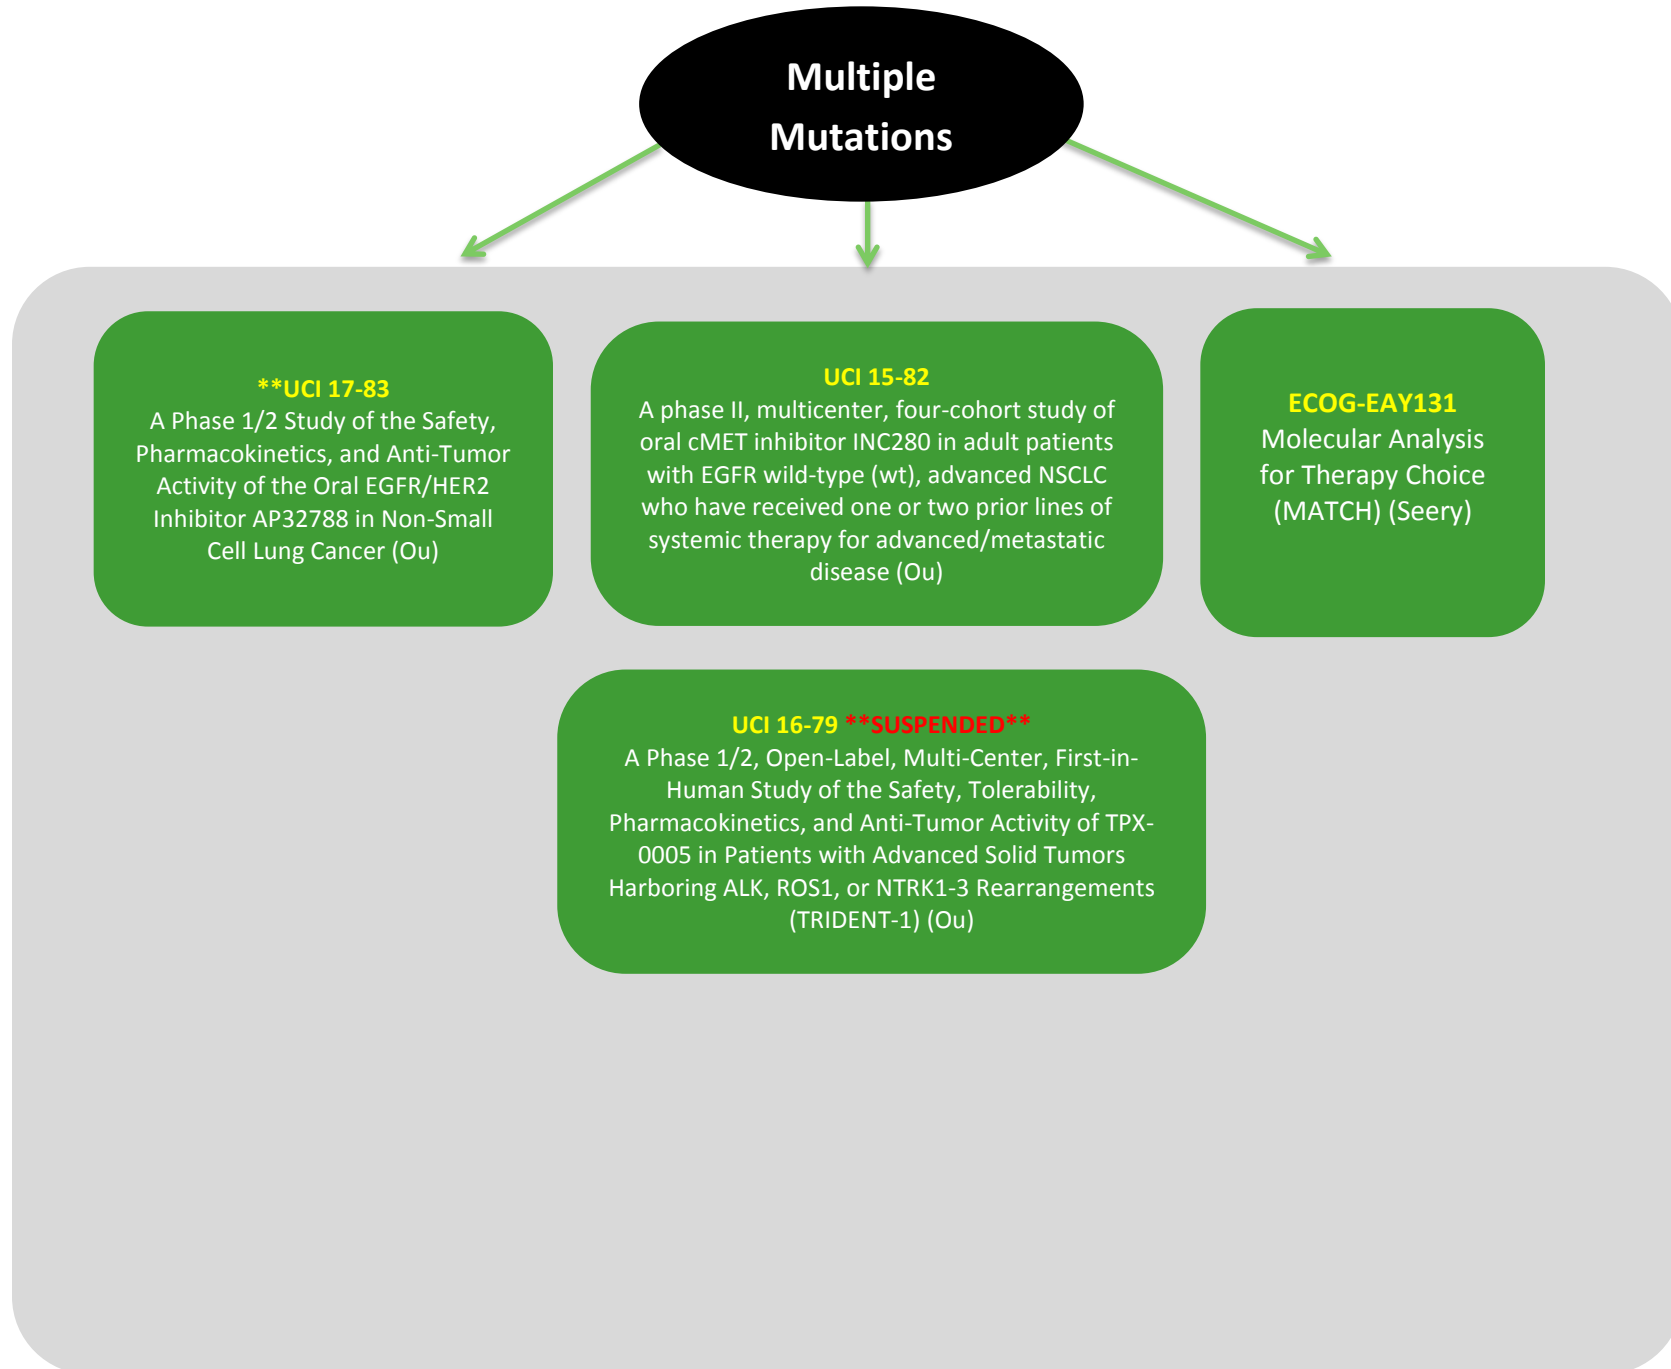 Multiple
Mutations
**UCI 17-83
A Phase 1/2 Study of the Safety,
Pharmacokinetics, and Anti-Tumor
Activity of the Oral EGFR/HER2
Inhibitor AP32788 in Non-Small
Cell Lung Cancer (Ou)
UCI 15-82
A phase II, multicenter, four-cohort study of
oral cMET inhibitor INC280 in adult patients
with EGFR wild-type (wt), advanced NSCLC
who have received one or two prior lines of
systemic therapy for advanced/metastatic
disease (Ou)
ECOG-EAY131
Molecular Analysis
for Therapy Choice
(MATCH) (Seery)
UCI 16-79 **SUSPENDED**
A Phase 1/2, Open-Label, Multi-Center, First-in-
Human Study of the Safety, Tolerability,
Pharmacokinetics, and Anti-Tumor Activity of TPX-
0005 in Patients with Advanced Solid Tumors
Harboring ALK, ROS1, or NTRK1-3 Rearrangements
(TRIDENT-1) (Ou)